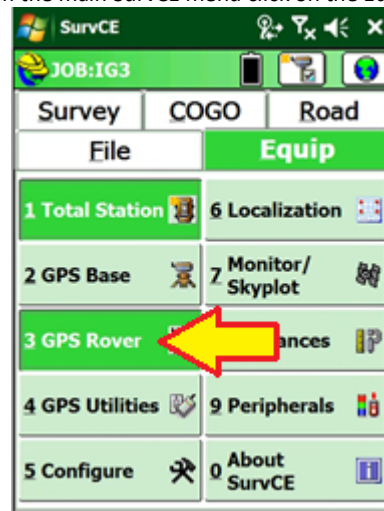 SurvCE
JOB:IG3
Survey COGO Road
File Equip
1 Total Station 6 Localization
2 GPS Base 7 Monitor/
Skyplot
3 GPS Rover ances
4 GPS Utilities 9 Peripherals
5 Configure 0 About
SurvCE